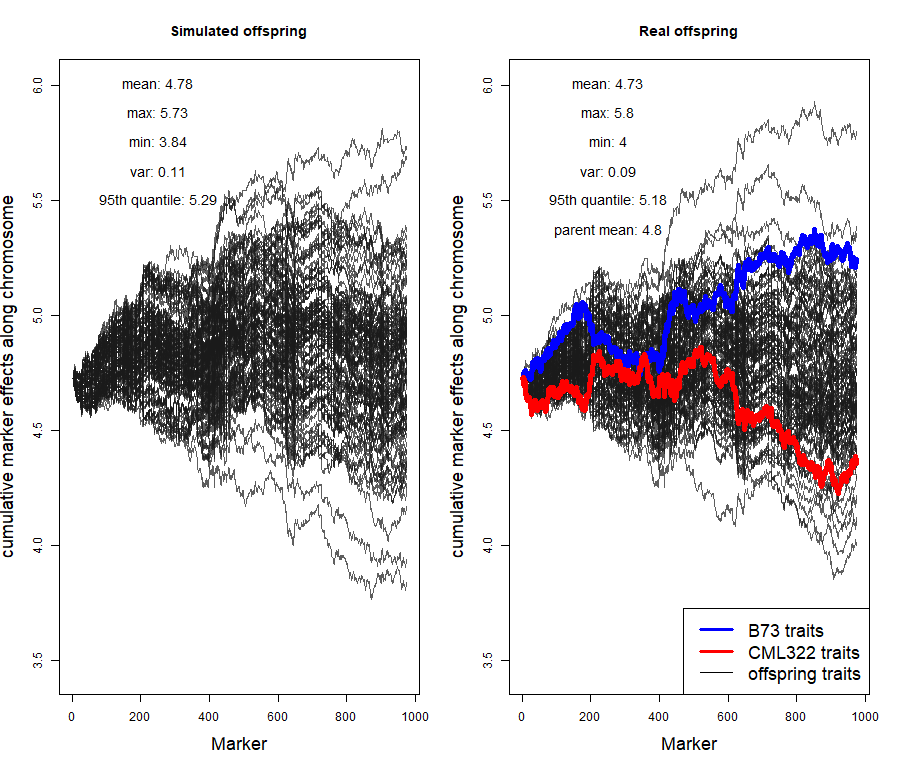 Simulated offspring
mean: 4.78
max: 5.73
min: 3.84
var: 0.11
95th quantile: 5.29
cumulative marker effects along chromosome
6.0
5.5
5.0
4.5
4.0
3.5
0 200 400 600 800 1000
Marker
Real offspring
mean: 4.73
max: 5.8
min: 4
var: 0.09
95th quantile: 5.18
parent mean: 4.8
cumulative marker effects along chromosome
6.0
5.5
5.0
4.5
4.0
3.5
B73 traits
CML322 traits
offspring traits
0 200 400 600 800 1000
Marker